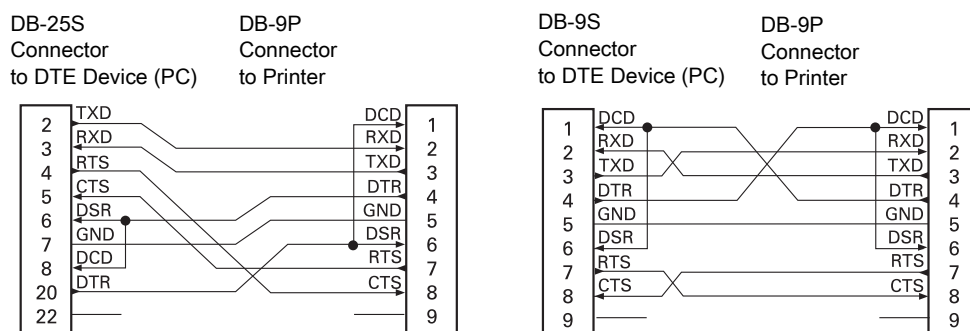 DB-25S
Connector
to DTE Device (PC)
DB-9P
Connector
to Printer
2 TXD DCD 1
3 RXD RXD 2
4 RTS TXD 3
5 CTS DTR 4
6 DSR GND 5
7 GND DSR 6
8 DCD RTS 7
20 DTR CTS 8
22 9
DB-9S
Connector
to DTE Device (PC)
DB-9P
Connector
to Printer
1 DCD DCD 1
2 RXD RXD 2
3 TXD TXD 3
4 DTR DTR 4
5 GND GND 5
6 DSR DSR 6
7 RTS RTS 7
8 CTS CTS 8
9 9